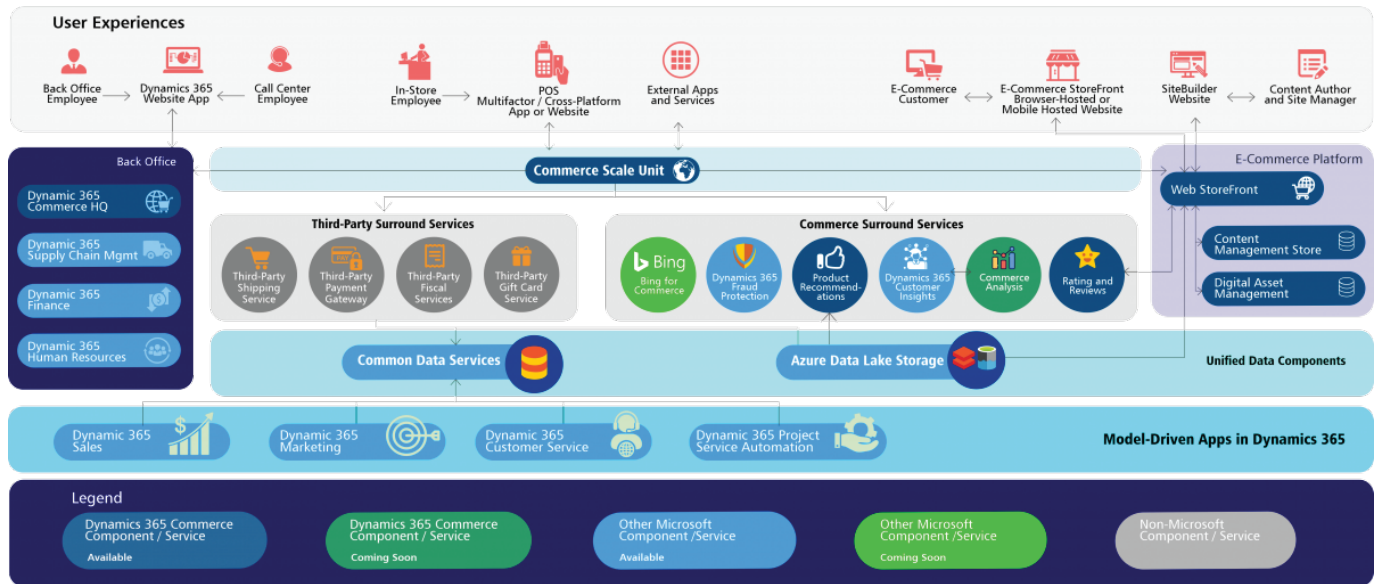 User Experiences
Back Office
Employee
Dynamics 365
Website App
Call Center
Employee
In-Store
Employee
POS
Multifactor / Cross-Platform
App or Website
External Apps
and Services
E-Commerce
Customer
E-Commerce StoreFront
Browser-Hosted or
Mobile Hosted Website
SiteBuilder
Website
Content Author
and Site Manager
Back Office
Dynamic 365
Commerce HQ
Dynamic 365
Supply Chain Mgmt
Dynamic 365
Finance
Dynamic 365
Human Resources
Commerce Scale Unit
E-Commerce Platform
Web StoreFront
Content
Management Store
Digital Asset
Management
Third-Party Surround Services
Third-Party
Shipping
Service
Third-Party
Payment
Gateway
Third-Party
Fiscal
Services
Third-Party
Gift Card
Service
Commerce Surround Services
Bing
Bing for
Commerce
Dynamics 365
Fraud
Protection
Product
Recommend-
ations
Dynamics 365
Customer
Insights
Commerce
Analysis
Rating and
Reviews
Common Data Services
Azure Data Lake Storage
Unified Data Components
Dynamic 365
Sales
Dynamic 365
Marketing
Dynamic 365
Customer Service
Dynamic 365 Project
Service Automation
Model-Driven Apps in Dynamics 365
Legend
Dynamics 365 Commerce
Component / Service
Available
Dynamics 365 Commerce
Component / Service
Coming Soon
Other Microsoft
Component /Service
Available
Other Microsoft
Component /Service
Coming Soon
Non-Microsoft
Component / Service